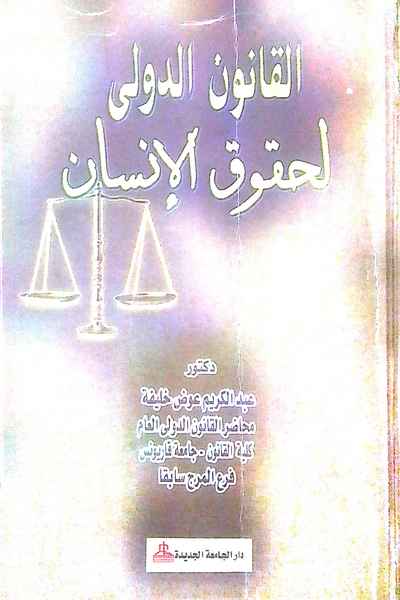 القانون الدولى
لحقوق الإنسان
دكتور
عبد الكريم عوض خليفة
محاضر القانون الدولى العام
كلية القانون - جامعة قاريونس
فرع المرج سابقا
دار الجامعة الجديدة